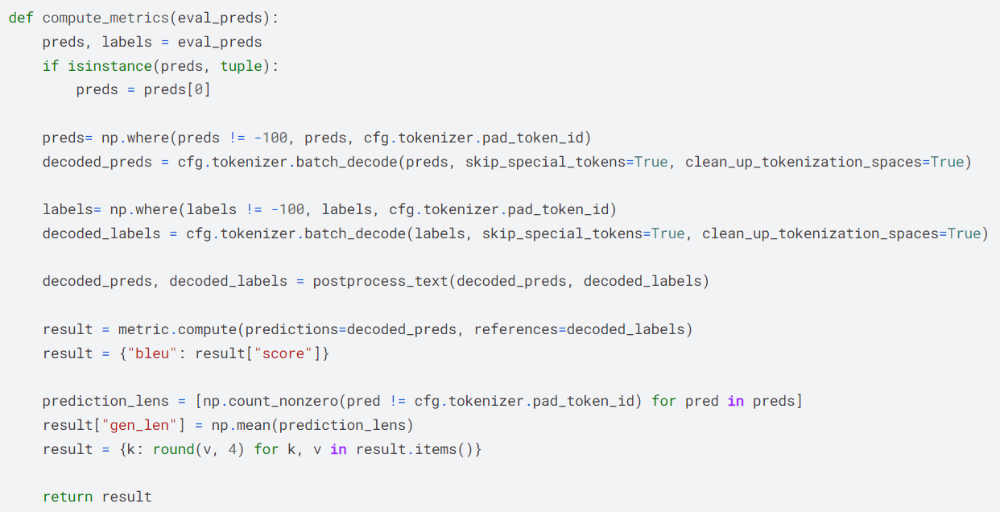 def compute_metrics(eval_preds):
    preds, labels = eval_preds
    if isinstance(preds, tuple):
        preds = preds[0]

    preds= np.where(preds != -100, preds, cfg.tokenizer.pad_token_id)
    decoded_preds = cfg.tokenizer.batch_decode(preds, skip_special_tokens=True, clean_up_tokenization_spaces=True)

    labels= np.where(labels != -100, labels, cfg.tokenizer.pad_token_id)
    decoded_labels = cfg.tokenizer.batch_decode(labels, skip_special_tokens=True, clean_up_tokenization_spaces=True)

    decoded_preds, decoded_labels = postprocess_text(decoded_preds, decoded_labels)

    result = metric.compute(predictions=decoded_preds, references=decoded_labels)
    result = {"bleu": result["score"]}

    prediction_lens = [np.count_nonzero(pred != cfg.tokenizer.pad_token_id) for pred in preds]
    result["gen_len"] = np.mean(prediction_lens)
    result = {k: round(v, 4) for k, v in result.items()}

    return result